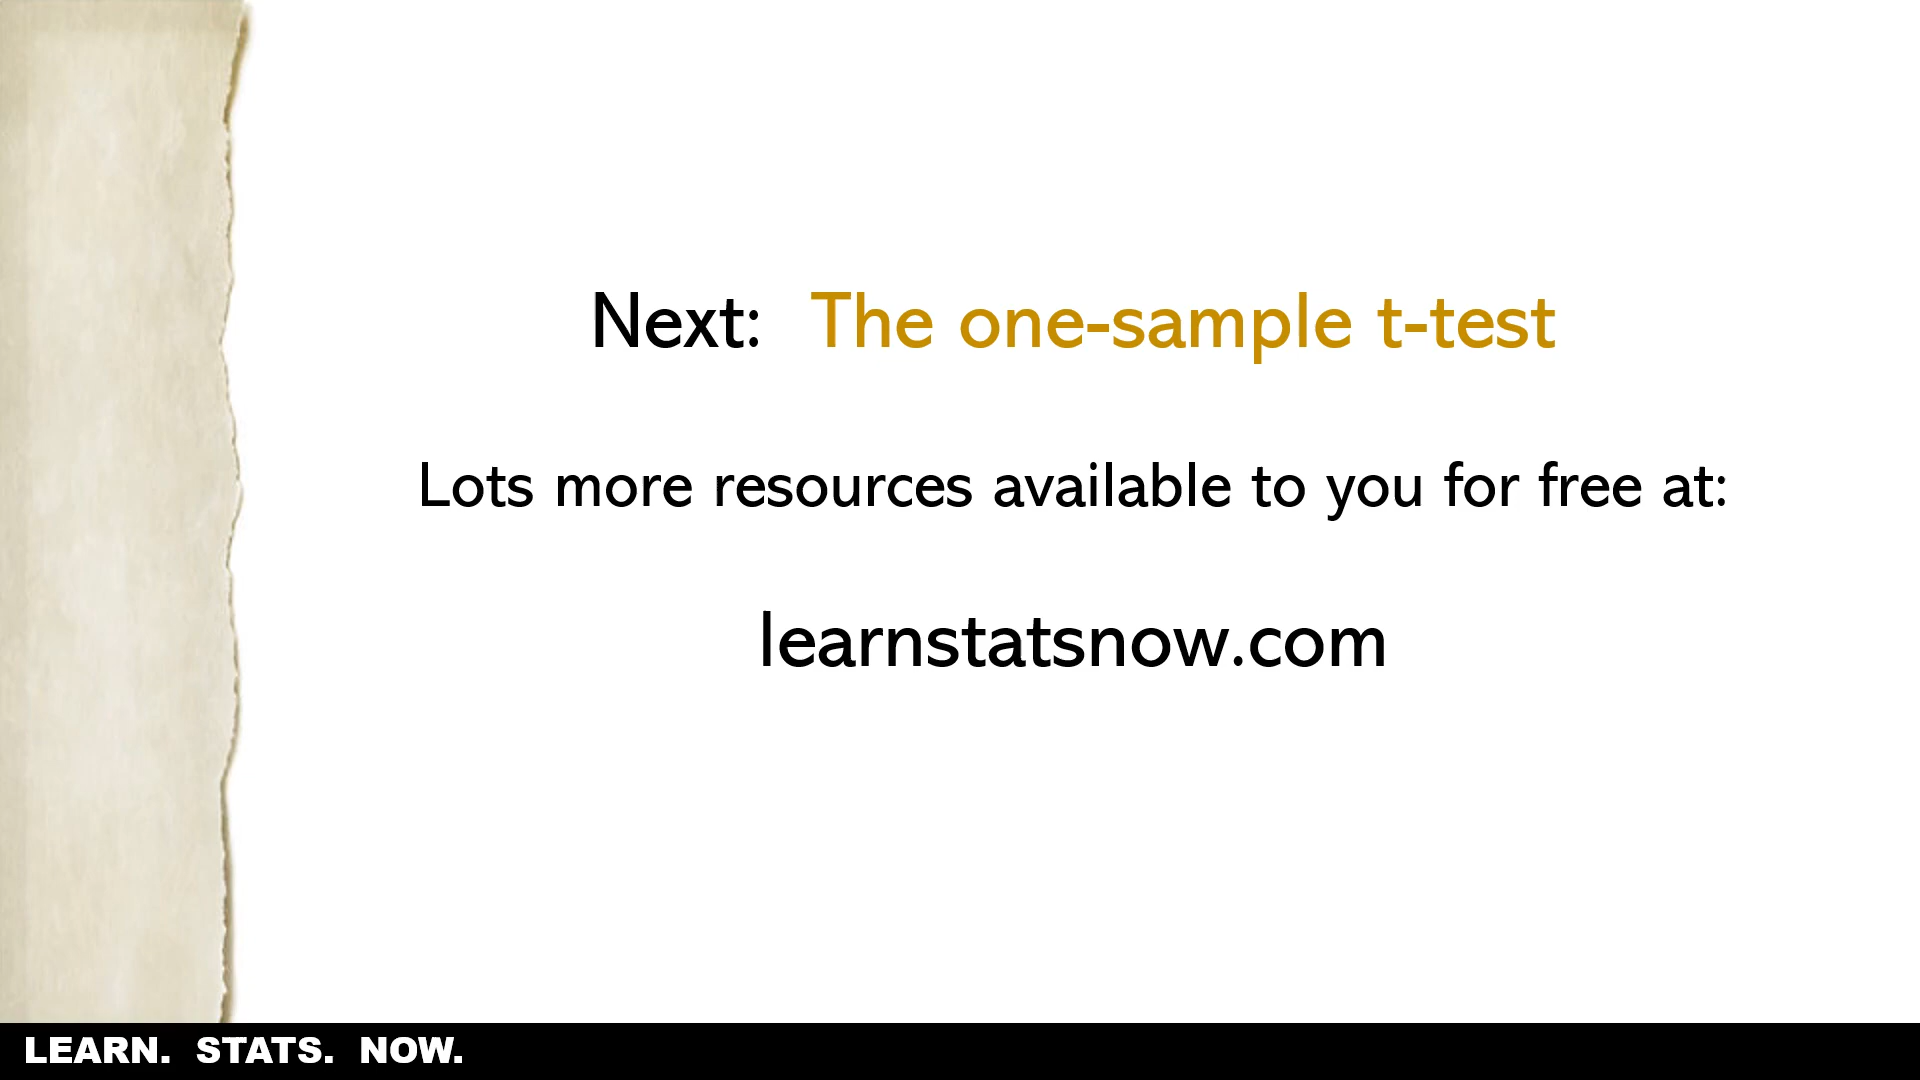 Next: The one-sample t-test
Lots more resources available to you for free at:
learnstatsnow.com
LEARN. STATS. NOW.